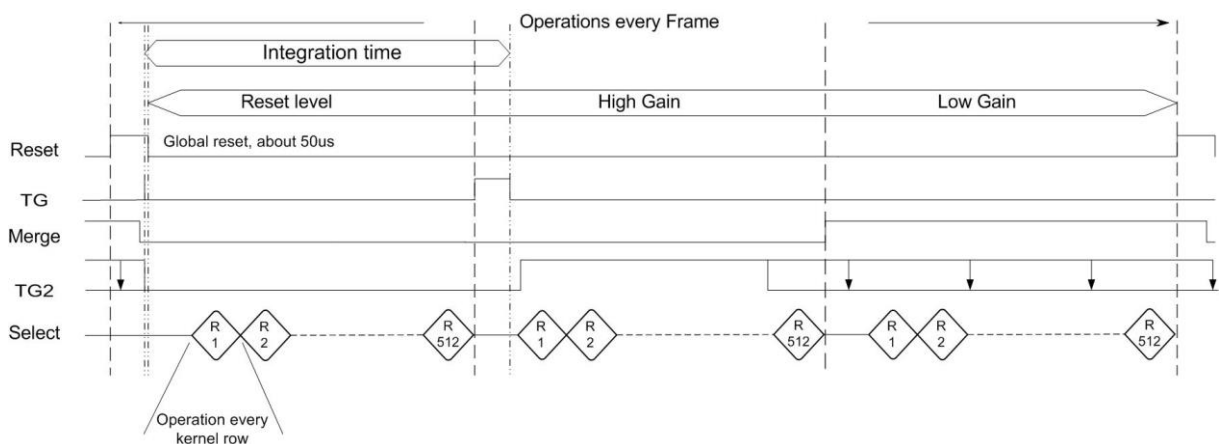 Operations every Frame
Integration time
Reset level
High Gain
Low Gain
Reset
Global reset, about 50us
TG
Merge
TG2
Select
R
1
R
2
R
512
R
1
R
2
R
512
R
1
R
2
R
512
Operation every
kernel row